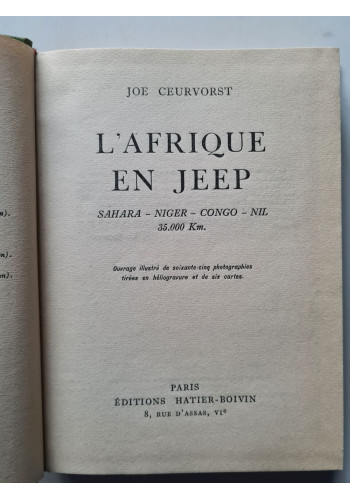 JOE CEURVORST
L'AFRIQUE
EN JEEP
SAHARA – NIGER – CONGO – NIL
35.000 Km.
Ouvrage illustré de soixante-cinq photographies
tirées en héliogravure et de six cartes.
PARIS
ÉDITIONS HATIER-BOIVIN
8, RUE D'ASSAS, VIᵉ